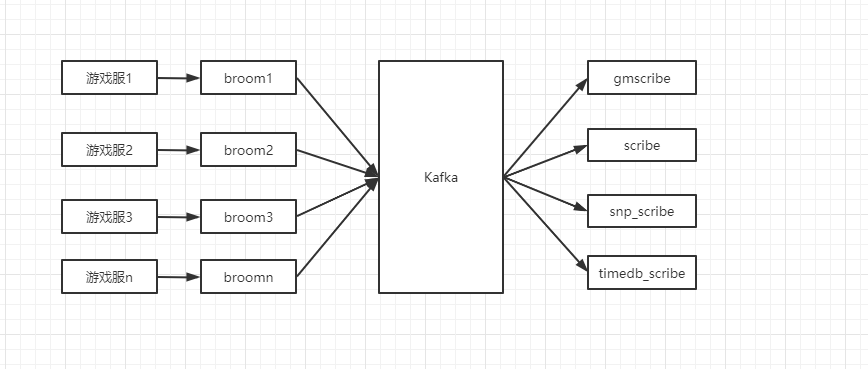 游戏服1
broom1
gmscribe
游戏服2
broom2
scribe
Kafka
游戏服3
broom3
snp_scribe
游戏服n
broomn
timedb_scribe